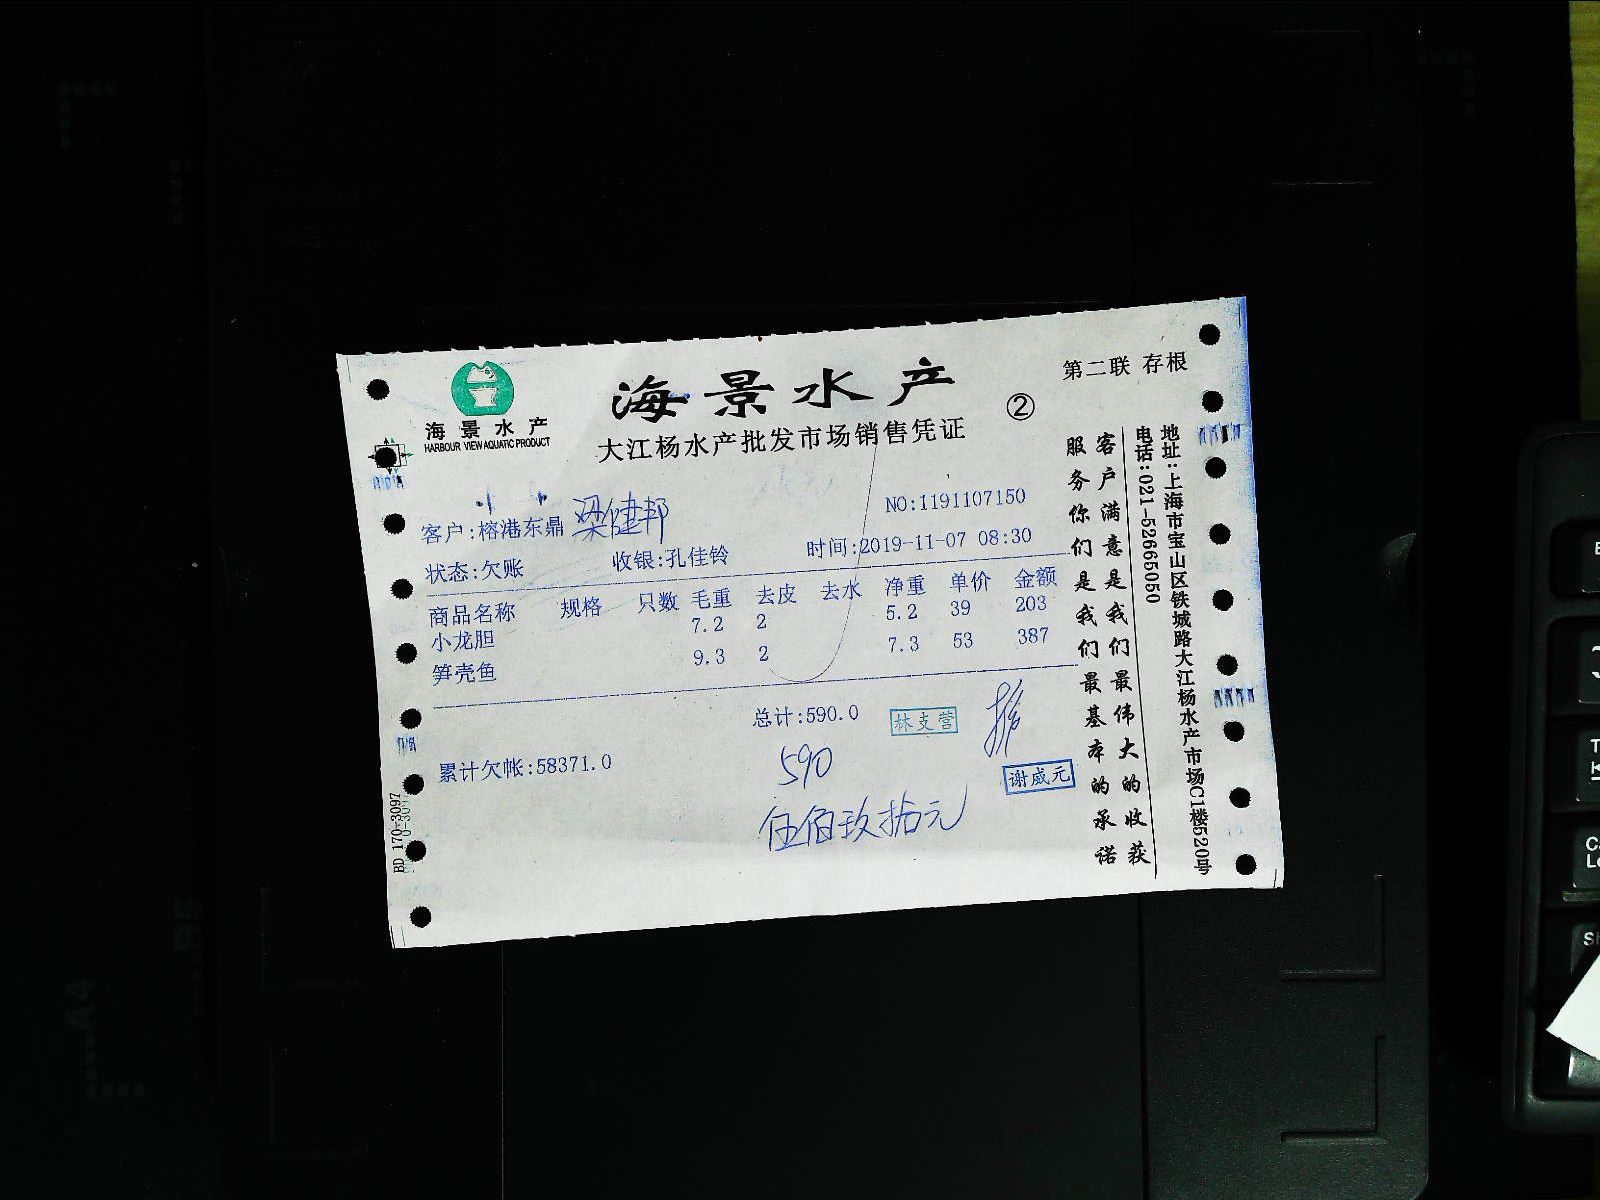 海景水产
HARBOUR VIEW AQUATIC PRODUCT
海景水产
大江杨水产批发市场销售凭证
②
第二联 存根
客户:榕港东鼎 梁健邦
NO:1191107150
状态:欠账 收银:孔佳铃 时间:2019-11-07 08:30
商品名称 规格 只数 毛重 去皮 去水 净重 单价 金额
小龙胆 7.2 2 5.2 39 203
笋壳鱼 9.3 2 7.3 53 387
总计:590.0
林支营
累计欠帐:58371.0
590
谢威元
伍佰玖拾元
客户满意是我们最伟大的收获
服务你们是我们最基本的承诺
地址:上海市宝山区铁城路大江杨水产市场C1楼520号
电话:021-52665050
BD 170-3097
A4
B5